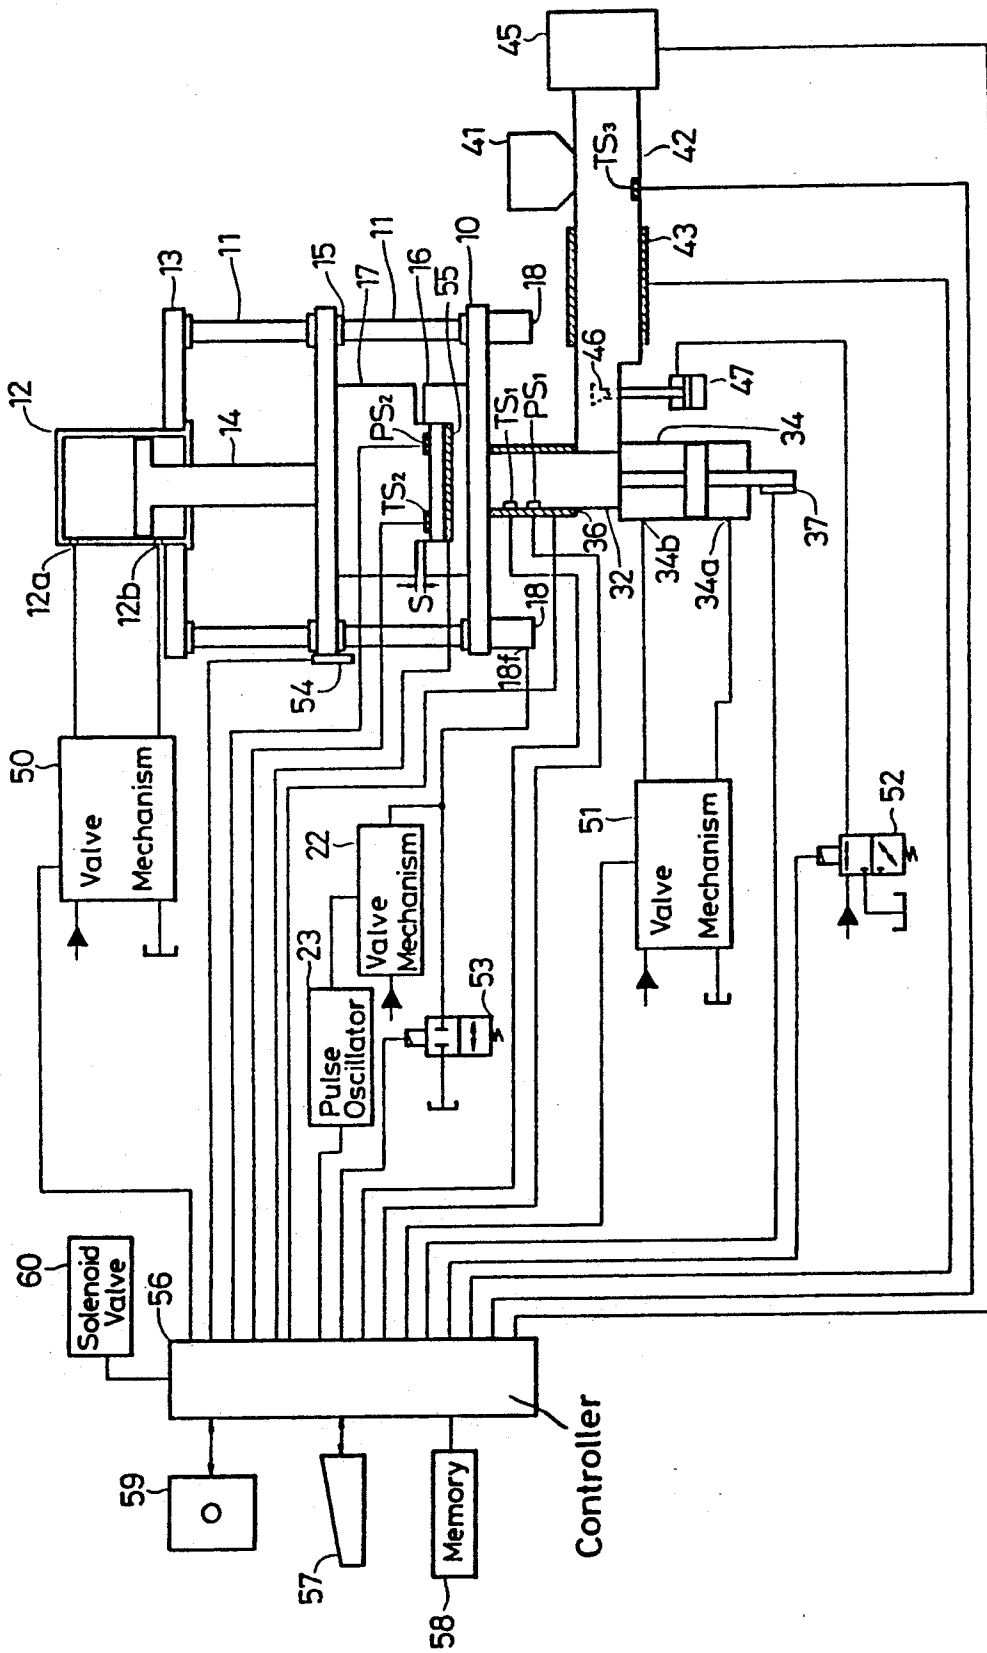 59
57
58
Memory
Controller
60
Solenoid
Valve
56
50
Valve
Mechanism
23
Pulse
Oscillator
22
Valve
Mechanism
53
51
Valve
Mechanism
52
12
12a
12b
13
11
14
15
11
17
16
55
10
18
18
18f
54
S
PS2
TS2
TS1
PS1
36
32
34b
34a
34
37
46
47
41
45
42
43
TS3